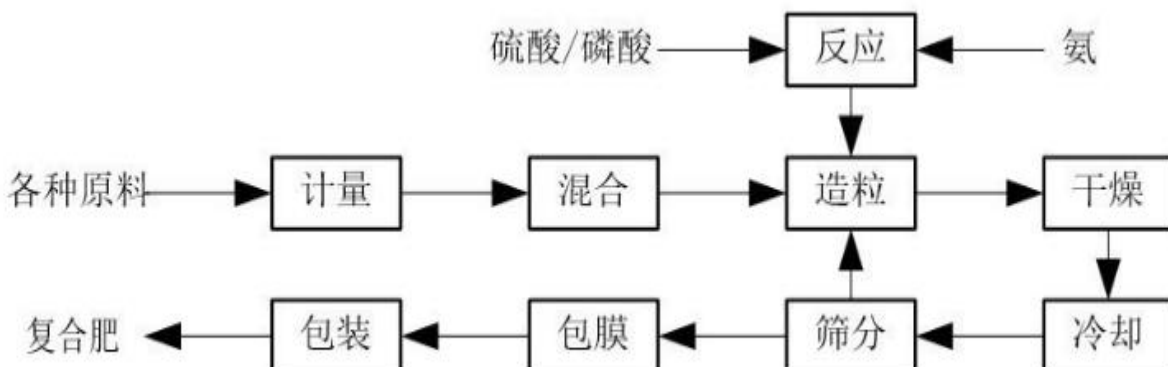 硫酸/磷酸 反应 氨
各种原料 计量 混合 造粒 干燥
复合肥 包装 包膜 筛分 冷却